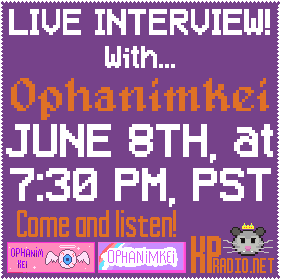 LIVE INTERVIEW!
With...
Ophanimkei
JUNE 8TH, at
7:30 PM, PST
Come and listen!
OPHANIM
KEI
OPHANIMKEI
KP
RADIO.NET